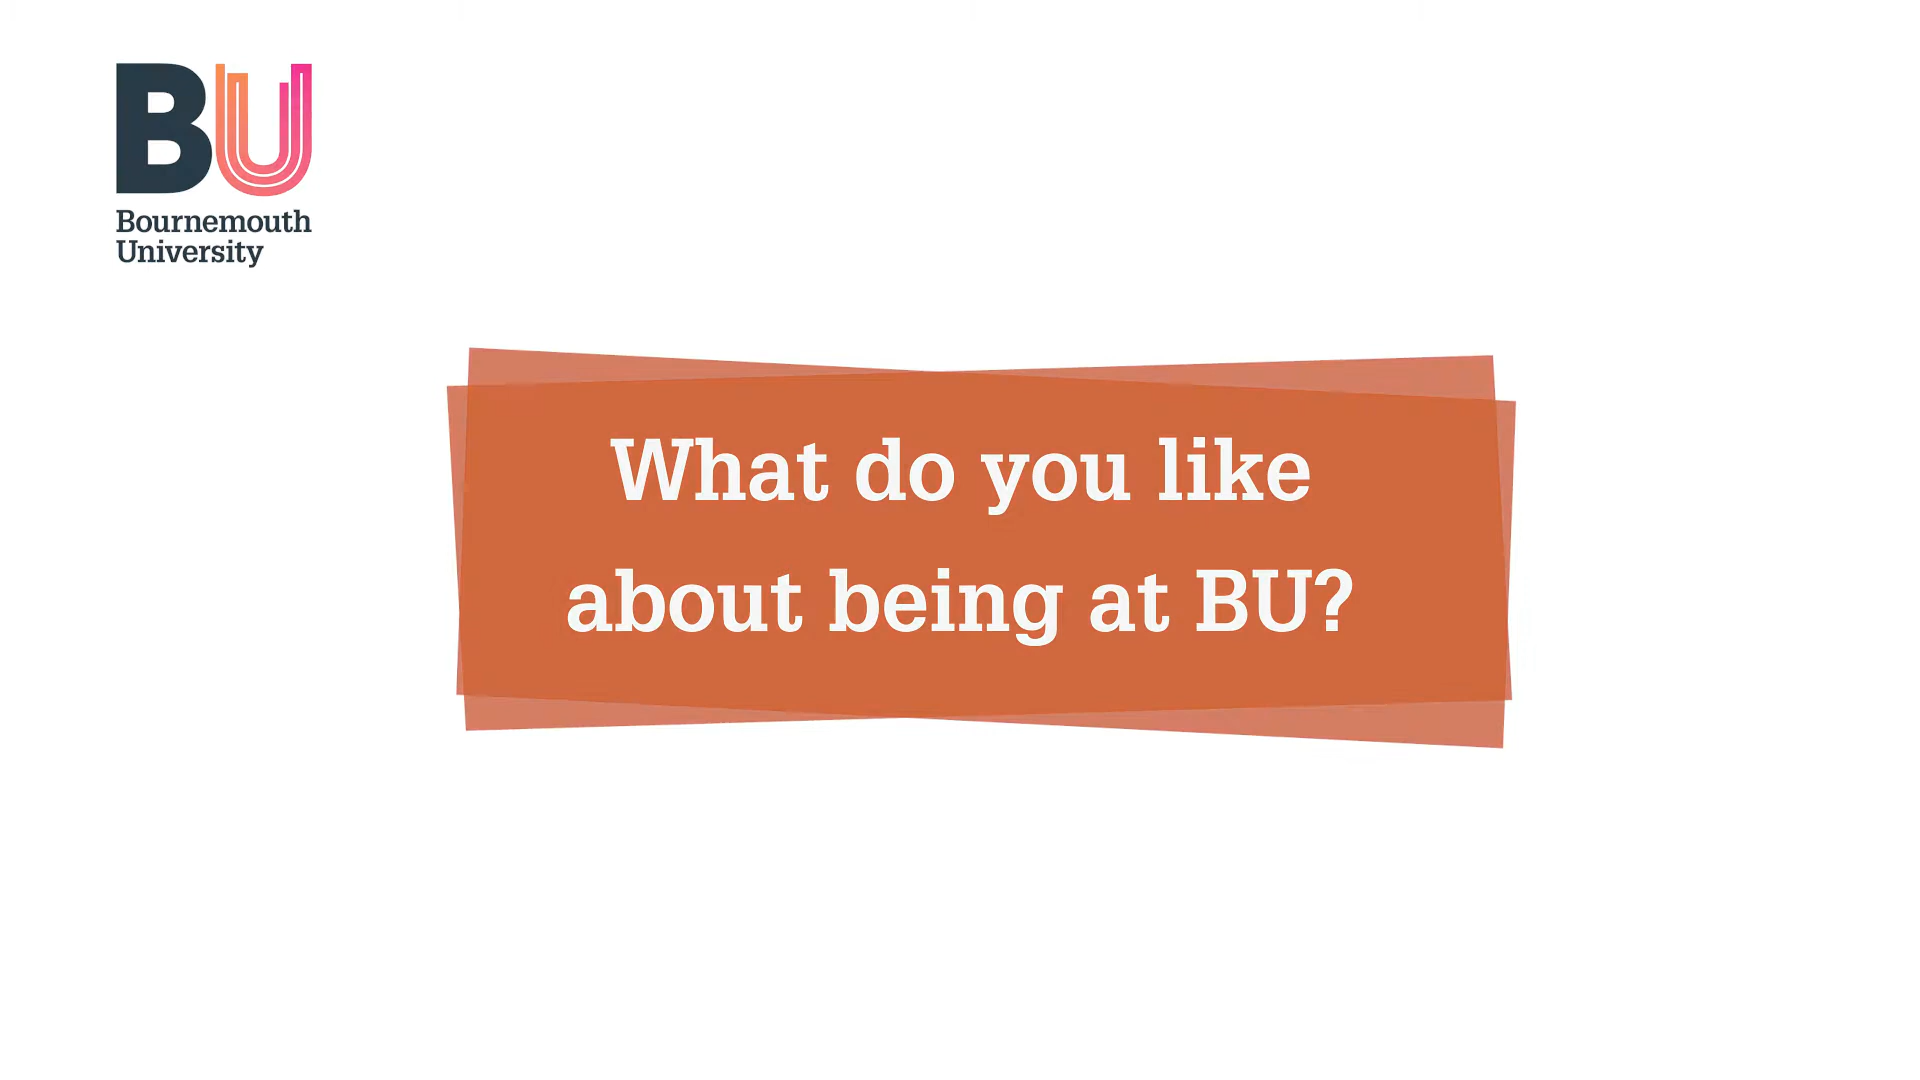 BU
Bournemouth
University
What do you like
about being at BU?